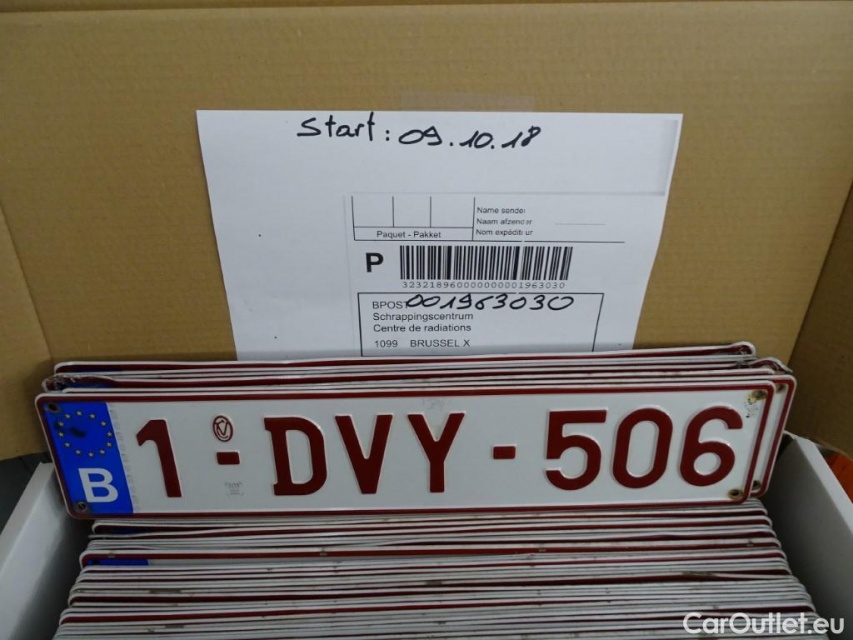 Start: 09.10.18
Name sender
Naam afzender
Nom expéditeur
Paquet - Pakket
P
32321896000000001963030
BPOST 001963030
Schrappingscentrum
Centre de radiations
1099 BRUSSEL X
B 1-DVY-506
CarOutlet.eu